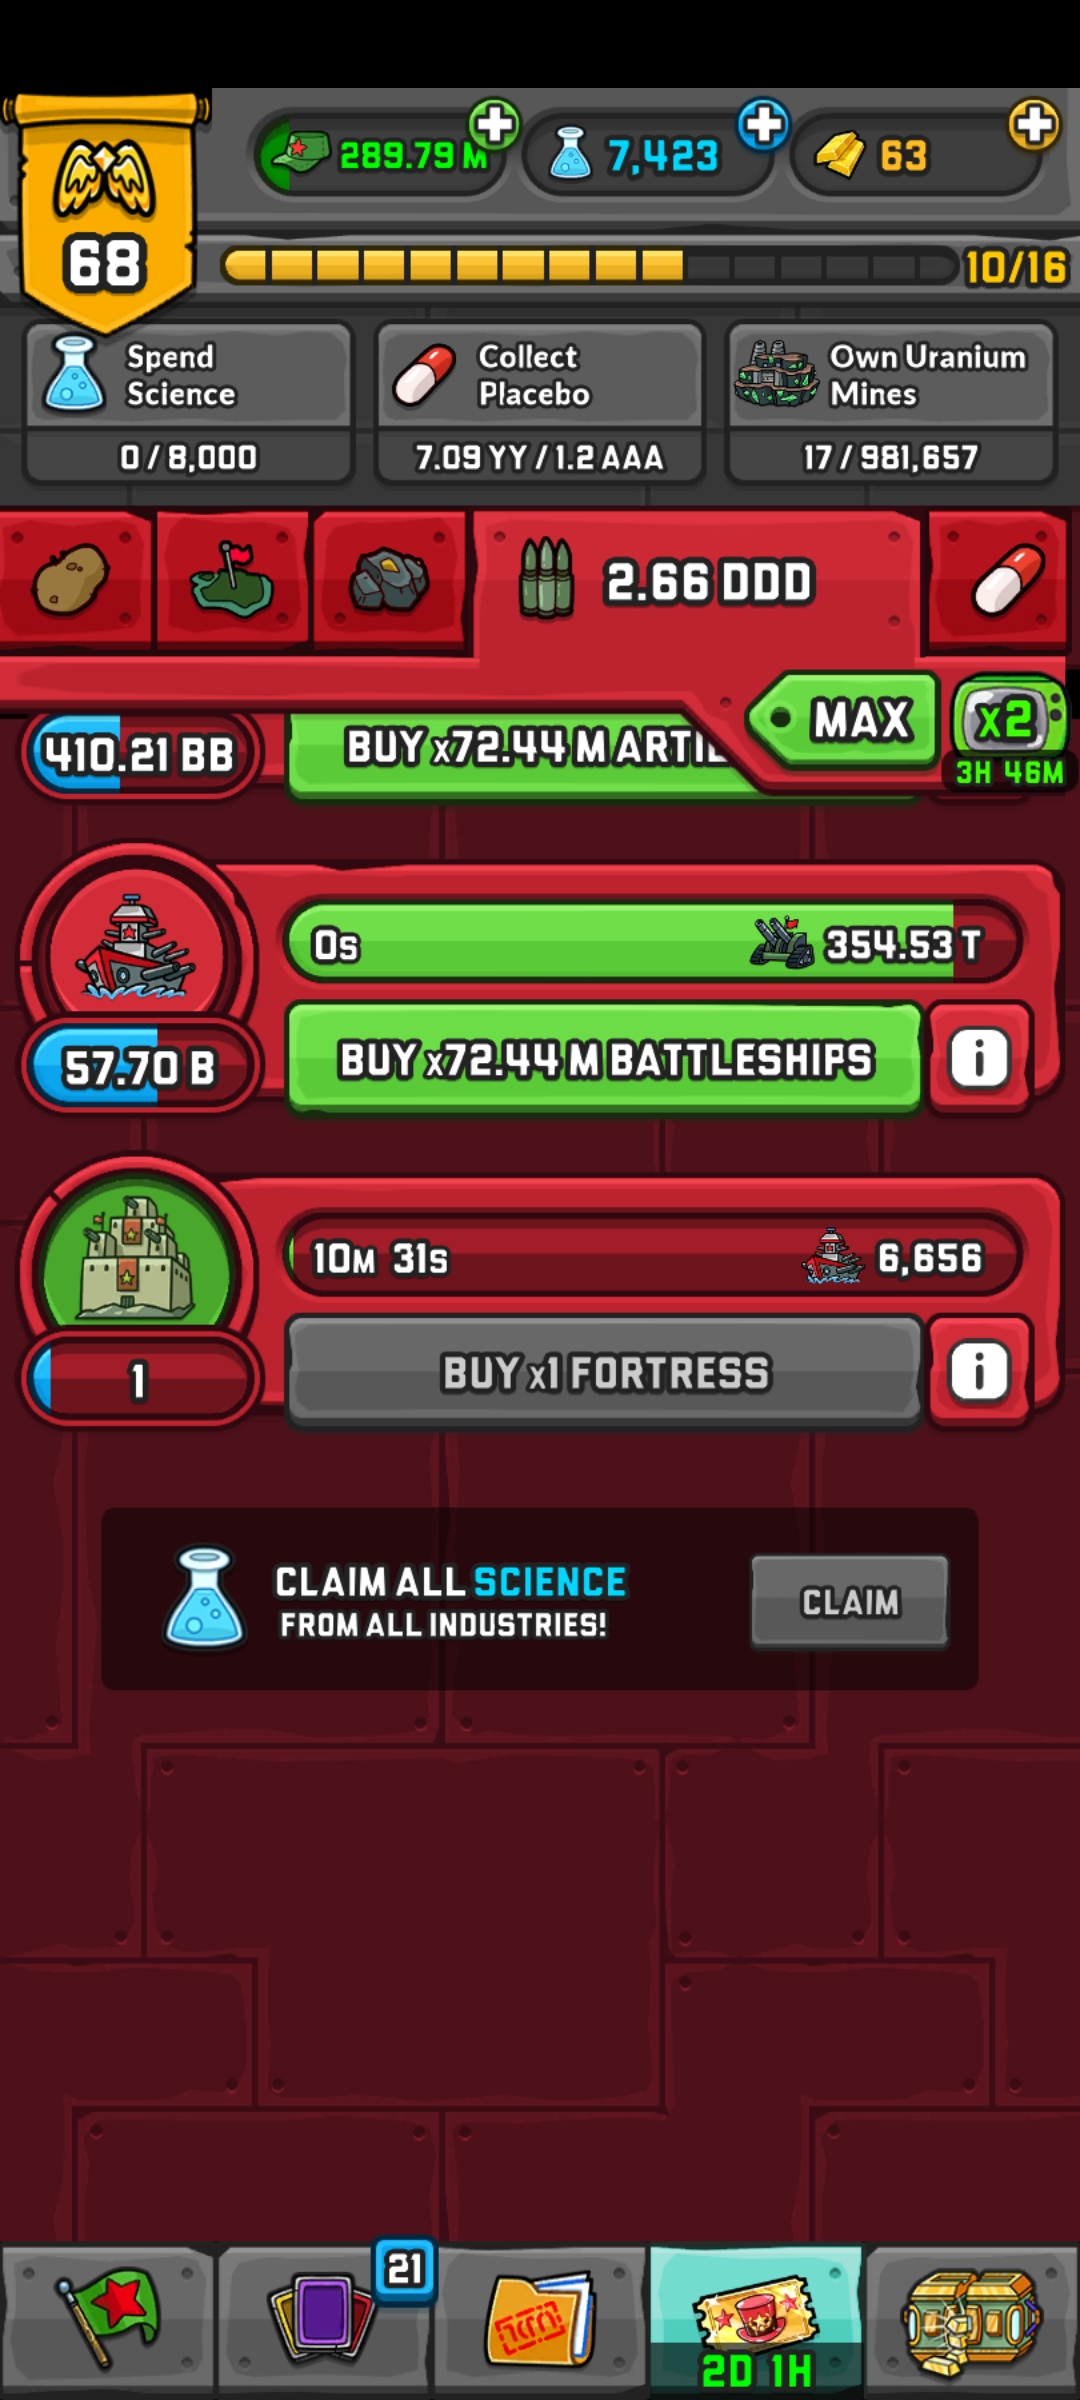 289.79 M
7,423
63
68
10/16
Spend
Science
0 / 8,000
Collect
Placebo
7.09 YY / 1.2 AAA
Own Uranium
Mines
17 / 981,657
2.66 DDD
MAX
x2
3H 46M
410.21 BB
BUY x72.44 M ARTIL
0s
354.53 T
57.70 B
BUY x72.44 M BATTLESHIPS
i
10M 31s
6,656
1
BUY x1 FORTRESS
i
CLAIM ALL SCIENCE
FROM ALL INDUSTRIES!
CLAIM
21
2D 1H